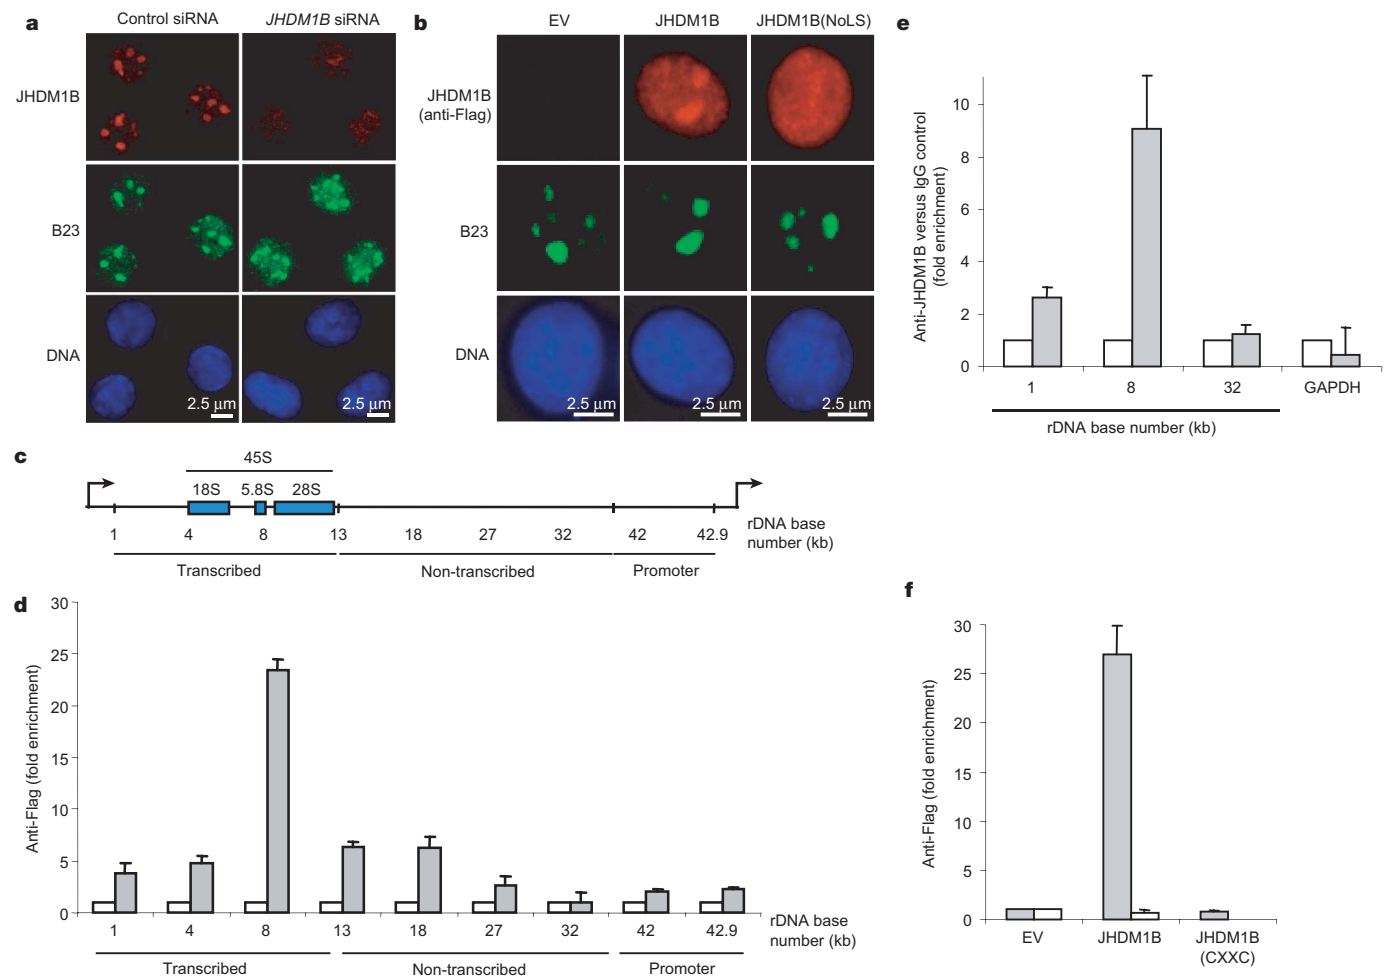 a
Control siRNA
JHDM1B siRNA
JHDM1B
B23
DNA
2.5 μm
2.5 μm
b
EV
JHDM1B
JHDM1B(NoLS)
JHDM1B
(anti-Flag)
B23
DNA
2.5 μm
2.5 μm
2.5 μm
c
45S
18S
5.8S
28S
1 4 8 13 18 27 32 42 42.9
rDNA base
number (kb)
Transcribed
Non-transcribed
Promoter
d
Anti-Flag (fold enrichment)
30
25
20
15
10
5
0
1 4 8 13 18 27 32 42 42.9
rDNA base
number (kb)
Transcribed
Non-transcribed
Promoter
e
Anti-JHDM1B versus IgG control
(fold enrichment)
10
8
6
4
2
0
1 8 32 GAPDH
rDNA base number (kb)
f
Anti-Flag (fold enrichment)
30
25
20
15
10
5
0
EV
JHDM1B
JHDM1B
(CXXC)